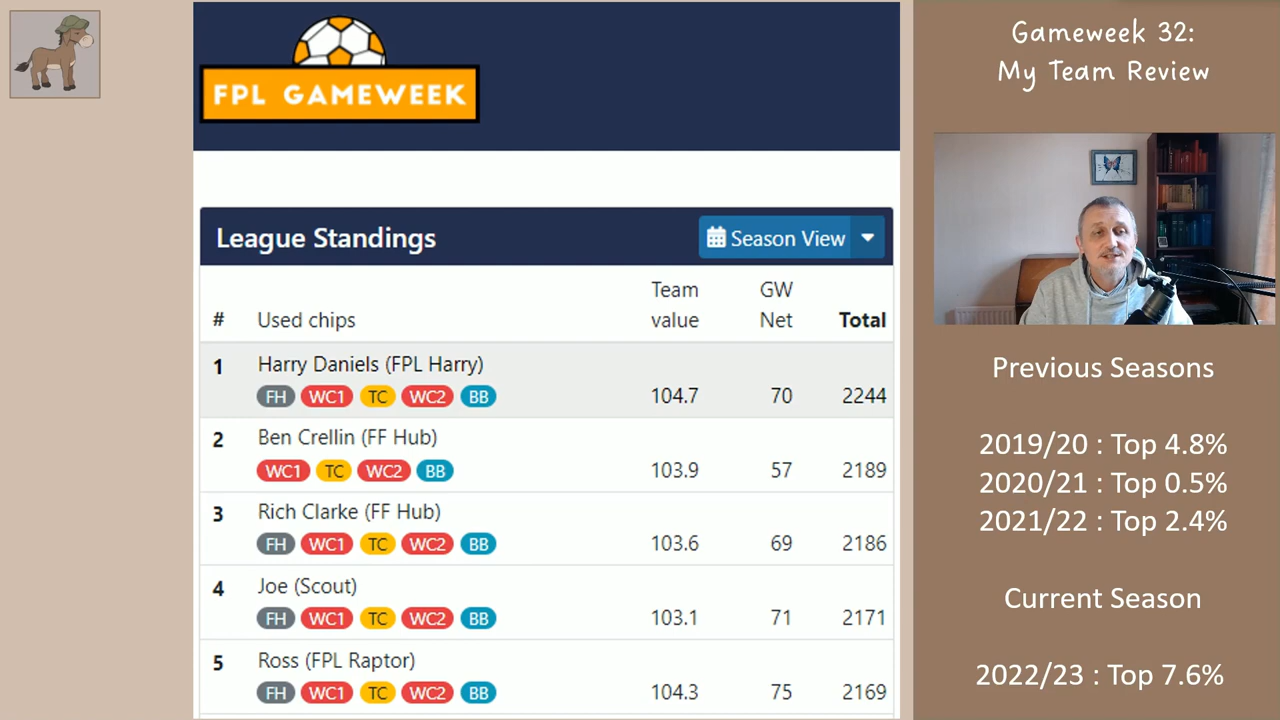 FPL GAMEWEEK
League Standings
Season View
# Used chips Team value GW Net Total
1 Harry Daniels (FPL Harry)
FH WC1 TC WC2 BB 104.7 70 2244
2 Ben Crellin (FF Hub)
WC1 TC WC2 BB 103.9 57 2189
3 Rich Clarke (FF Hub)
FH WC1 TC WC2 BB 103.6 69 2186
4 Joe (Scout)
FH WC1 TC WC2 BB 103.1 71 2171
5 Ross (FPL Raptor)
FH WC1 TC WC2 BB 104.3 75 2169
Gameweek 32:
My Team Review
Previous Seasons
2019/20 : Top 4.8%
2020/21 : Top 0.5%
2021/22 : Top 2.4%
Current Season
2022/23 : Top 7.6%